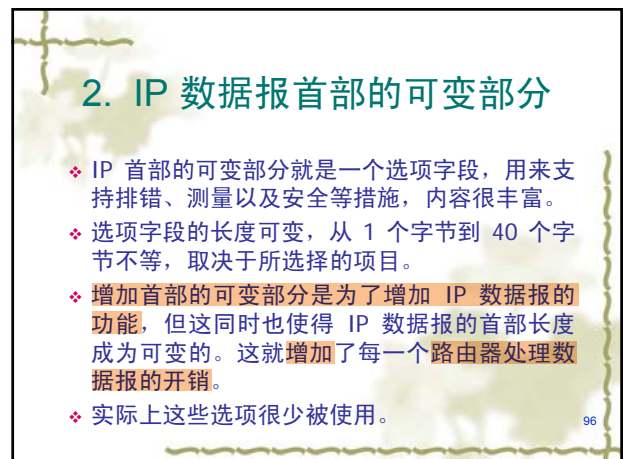 2. IP 数据报首部的可变部分
❖ IP 首部的可变部分就是一个选项字段，用来支
持排错、测量以及安全等措施，内容很丰富。
❖ 选项字段的长度可变，从 1 个字节到 40 个字
节不等，取决于所选择的项目。
❖ 增加首部的可变部分是为了增加 IP 数据报的
功能，但这同时也使得 IP 数据报的首部长度
成为可变的。这就增加了每一个路由器处理数
据报的开销。
❖ 实际上这些选项很少被使用。
96